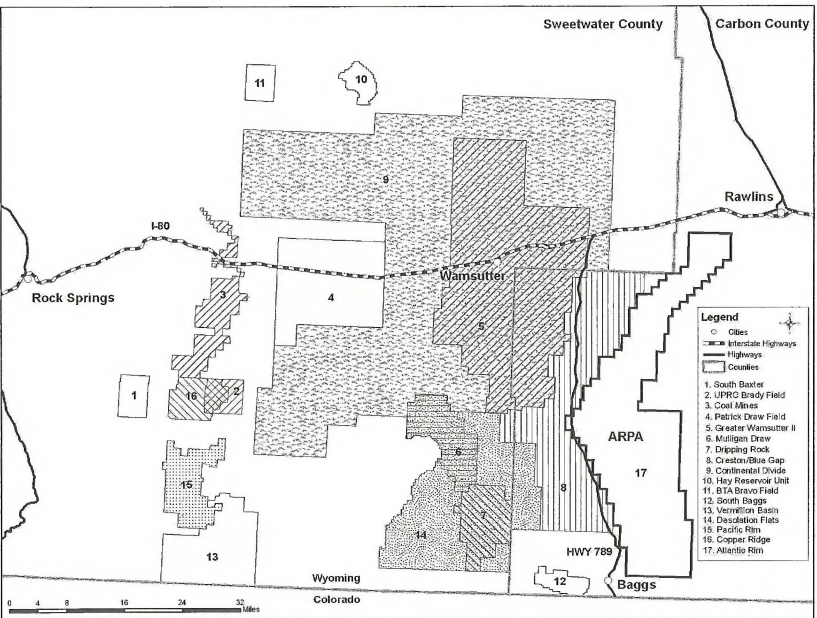 Sweetwater County
Carbon County
11
10
9
Rawlins
I-80
Wamsutter
Rock Springs
3
4
5
1
16
2
6
ARPA
17
15
8
7
14
13
HWY 789
12
Baggs
Wyoming
Colorado
0 4 8 16 24 32
Miles
Legend
Cities
Interstate Highways
Highways
Counties
1. South Baxter
2. UPRC Brady Field
3. Coal Mines
4. Patrick Draw Field
5. Greater Wamsutter II
6. Mulligan Draw
7. Dripping Rock
8. Creston/Blue Gap
9. Continental Divide
10. Hay Reservoir Unit
11. BTA Bravo Field
12. South Baggs
13. Vermillion Basin
14. Desolation Flats
15. Pacific Rim
16. Copper Ridge
17. Atlantic Rim